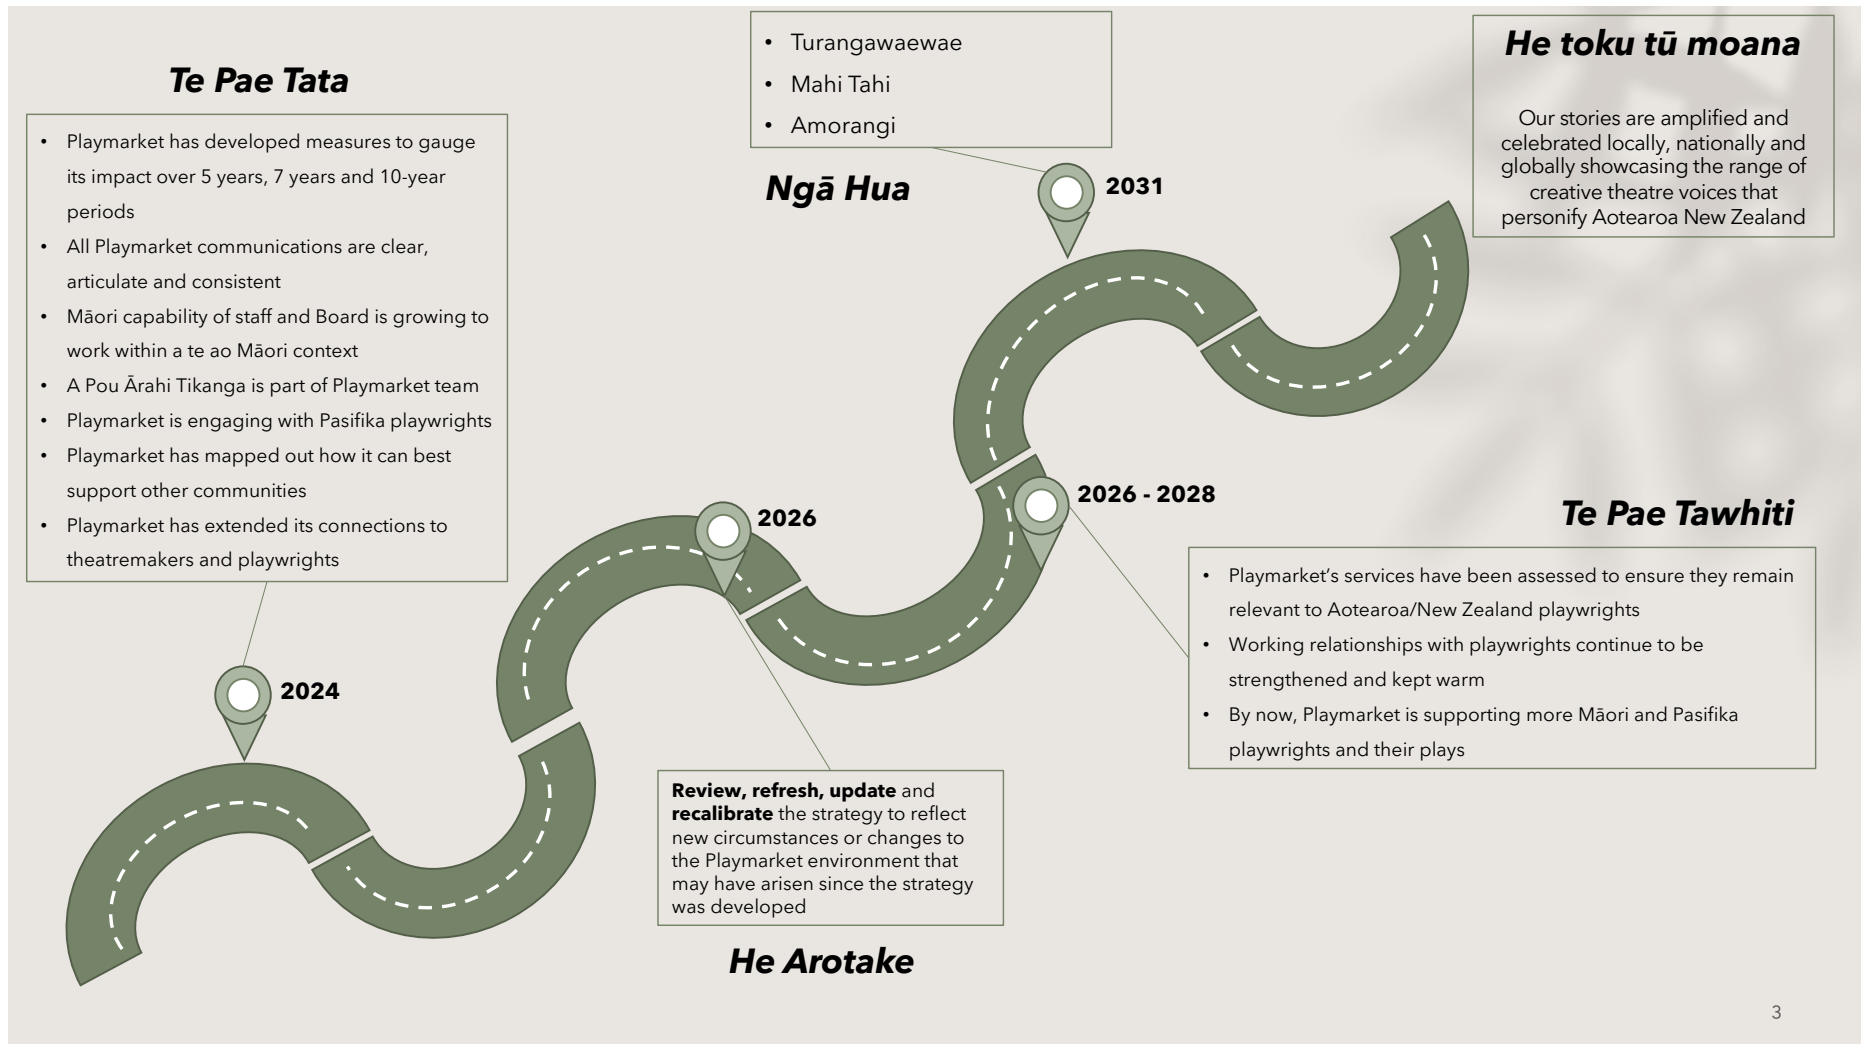 Te Pae Tata
• Playmarket has developed measures to gauge
its impact over 5 years, 7 years and 10-year
periods
• All Playmarket communications are clear,
articulate and consistent
• Māori capability of staff and Board is growing to
work within a te ao Māori context
• A Pou Ārahi Tikanga is part of Playmarket team
• Playmarket is engaging with Pasifika playwrights
• Playmarket has mapped out how it can best
support other communities
• Playmarket has extended its connections to
theatremakers and playwrights
2024
2026
Review, refresh, update and
recalibrate the strategy to reflect
new circumstances or changes to
the Playmarket environment that
may have arisen since the strategy
was developed
He Arotake
2026 - 2028
Te Pae Tawhiti
• Playmarket's services have been assessed to ensure they remain
relevant to Aotearoa/New Zealand playwrights
• Working relationships with playwrights continue to be
strengthened and kept warm
• By now, Playmarket is supporting more Māori and Pasifika
playwrights and their plays
• Turangawaewae
• Mahi Tahi
• Amorangi
Ngā Hua
2031
He toku tū moana
Our stories are amplified and
celebrated locally, nationally and
globally showcasing the range of
creative theatre voices that
personify Aotearoa New Zealand
3